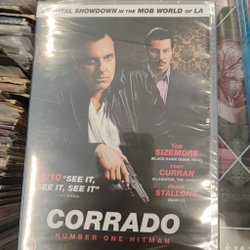 SHOWDOWN IN THE MOB WORLD OF LA
TOM
SIZEMORE
(BLACK HAWK DOWN, HEAT)
TONY
CURRAN
FRANK
STALLONE
/10 "SEE IT,
SEE IT, SEE IT"
CORRADO
NUMBER ONE HITMAN